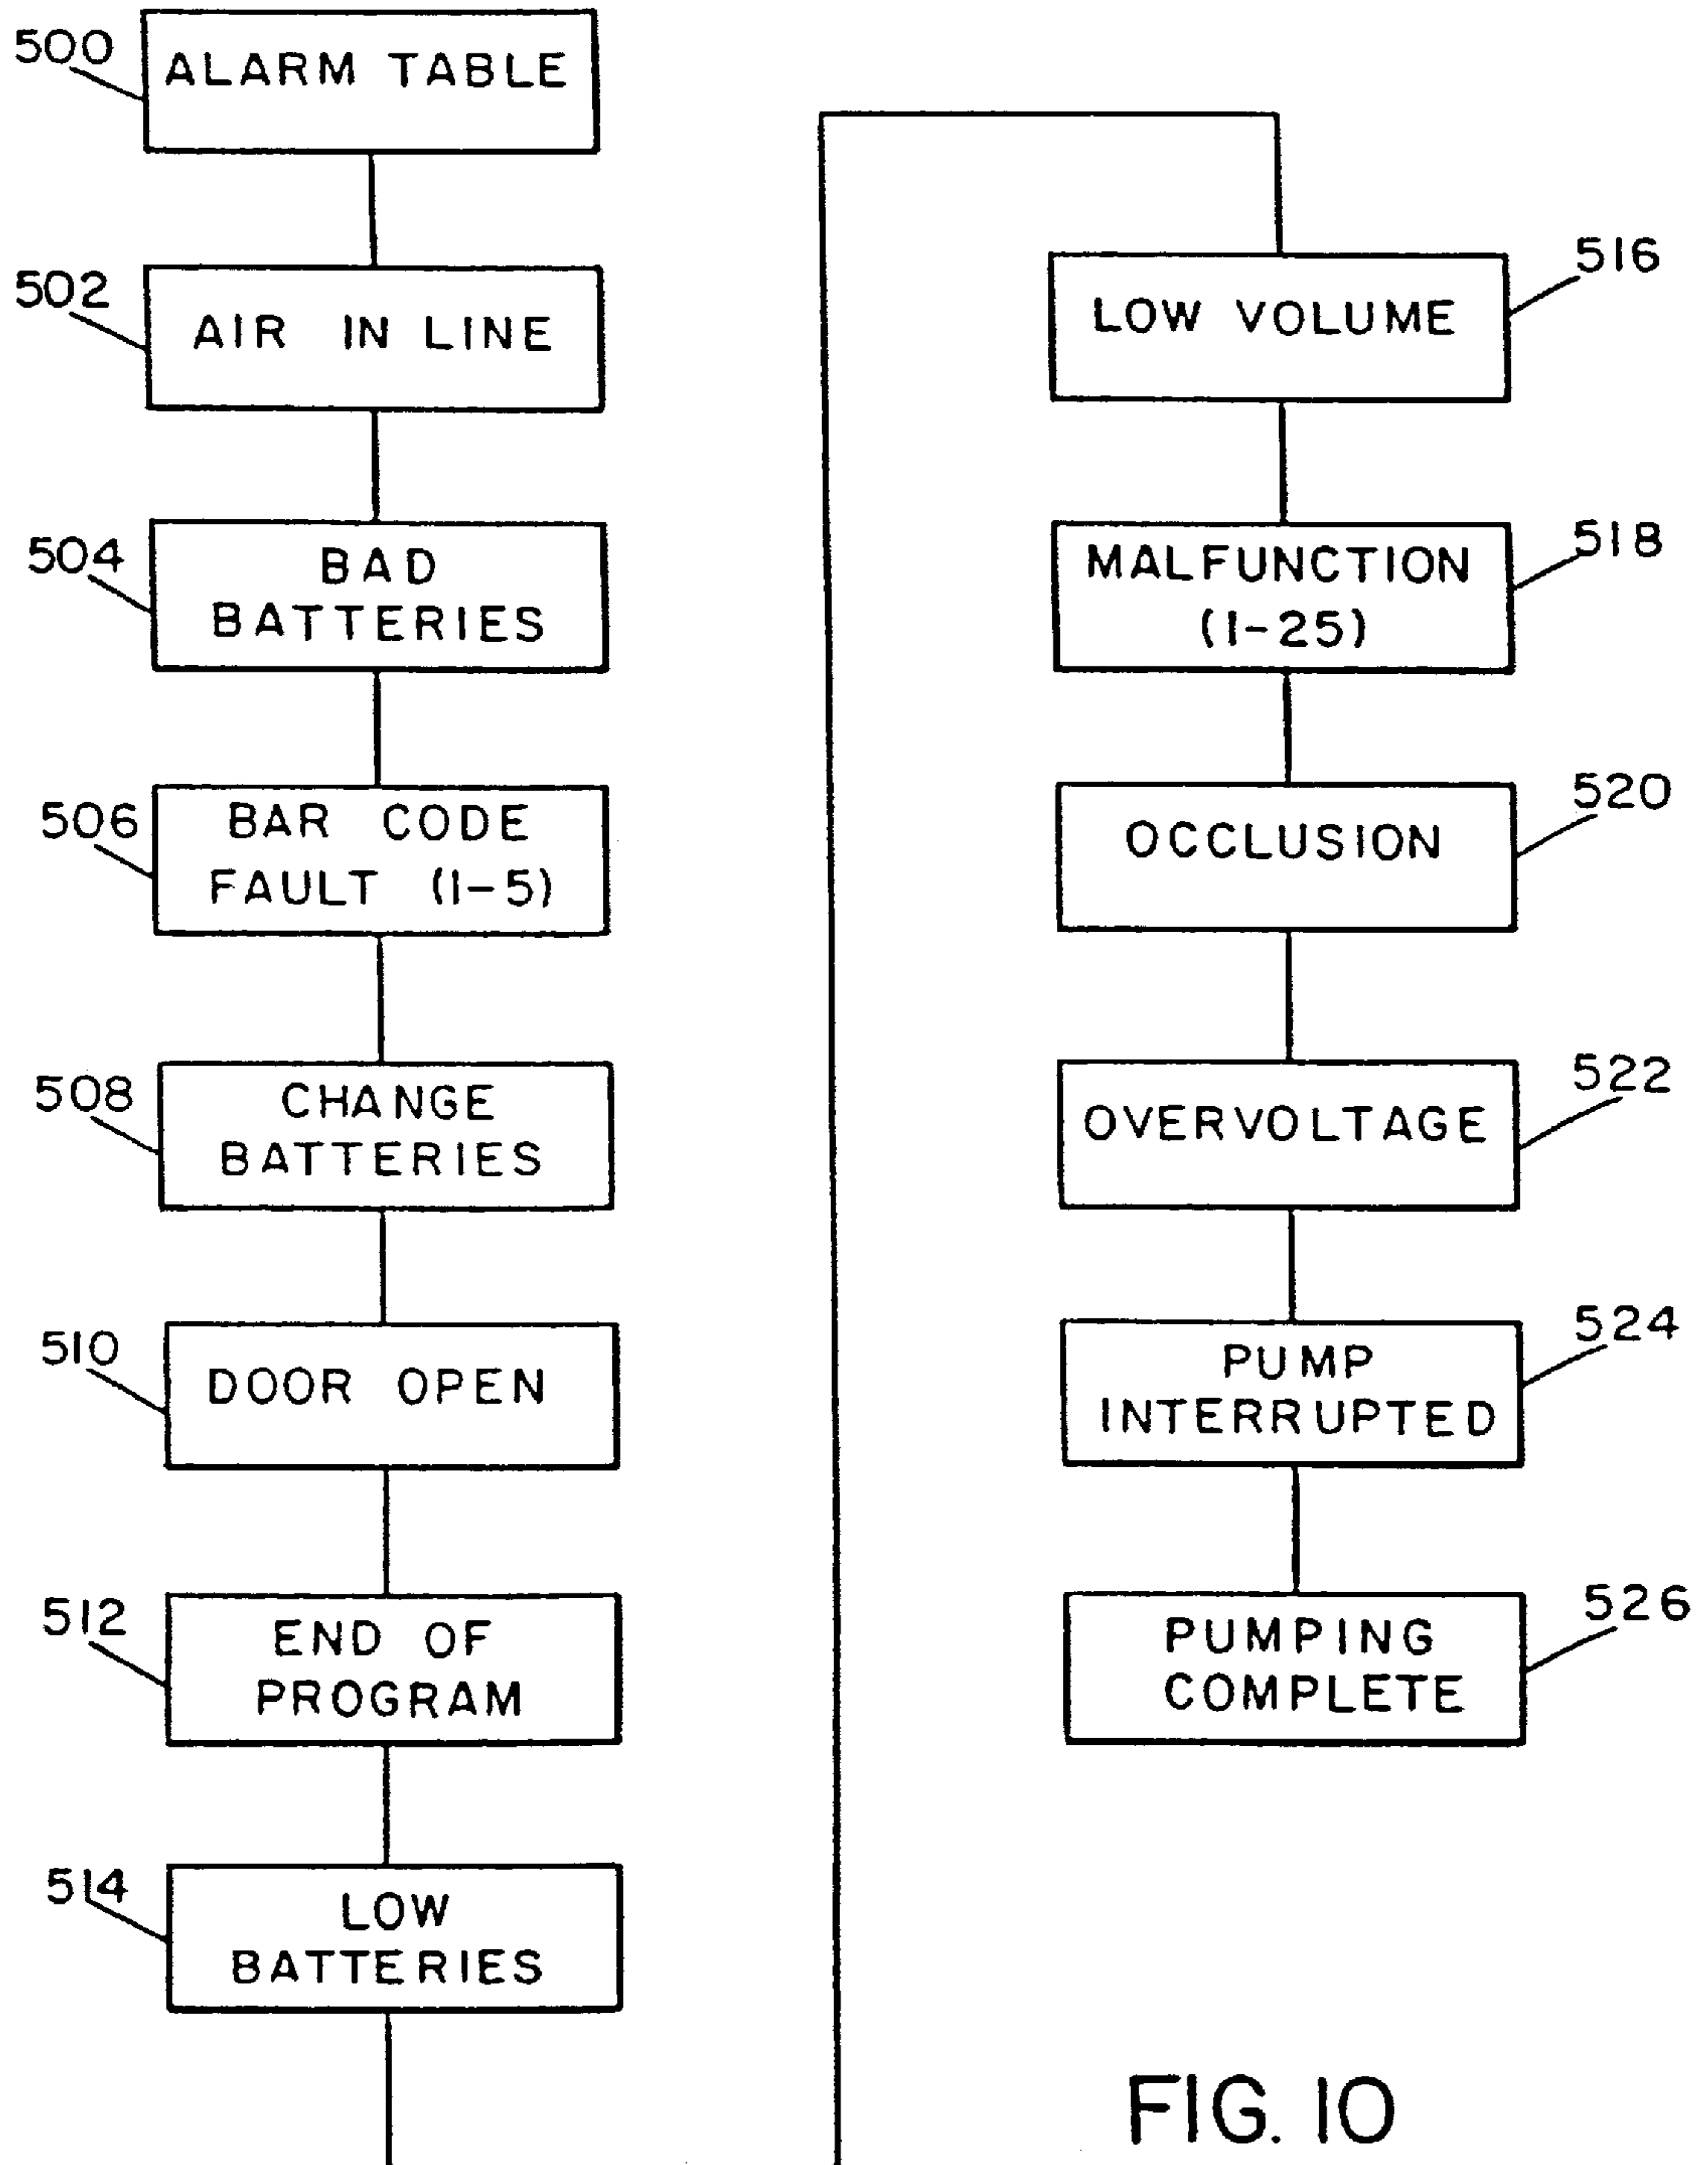 500
ALARM TABLE
502
AIR IN LINE
504
BAD
BATTERIES
506
BAR CODE
FAULT (1-5)
508
CHANGE
BATTERIES
510
DOOR OPEN
512
END OF
PROGRAM
514
LOW
BATTERIES
516
LOW VOLUME
518
MALFUNCTION
(1-25)
520
OCCLUSION
522
OVERVOLTAGE
524
PUMP
INTERRUPTED
526
PUMPING
COMPLETE
FIG. 10